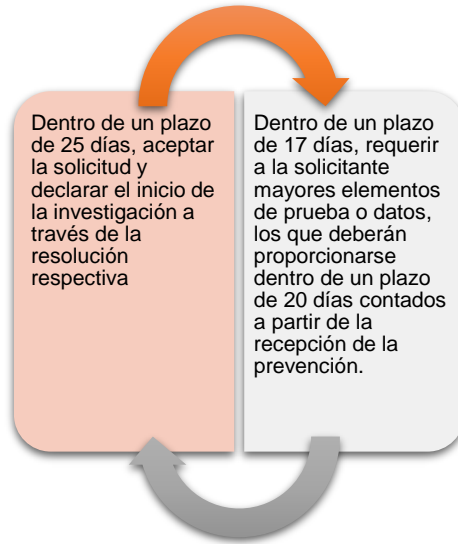 Dentro de un plazo
de 25 días, aceptar
la solicitud y
declarar el inicio de
la investigación a
través de la
resolución
respectiva
Dentro de un plazo
de 17 días, requerir
a la solicitante
mayores elementos
de prueba o datos,
los que deberán
proporcionarse
dentro de un plazo
de 20 días contados
a partir de la
recepción de la
prevención.